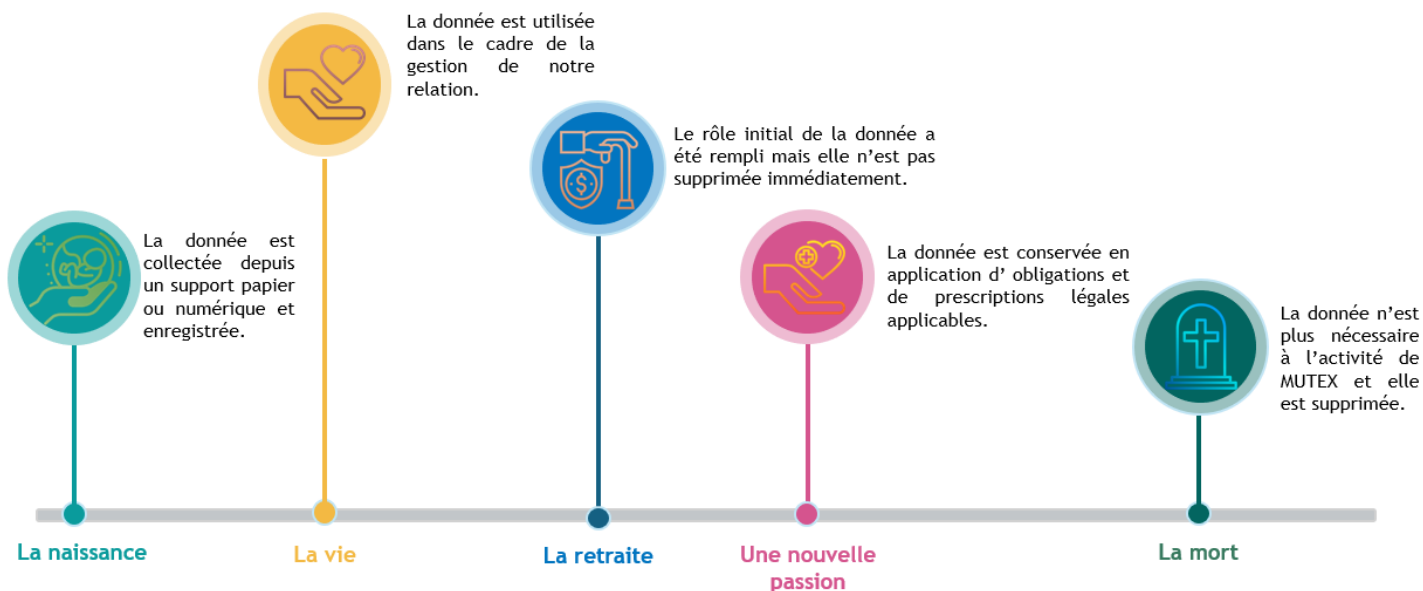 La donnée est utilisée
dans le cadre de la
gestion de notre
relation.
Le rôle initial de la donnée a
été rempli mais elle n'est pas
supprimée immédiatement.
La donnée est
collectée depuis
un support papier
ou numérique et
enregistrée.
La donnée est conservée en
application d' obligations et
de prescriptions légales
applicables.
La donnée n'est
plus nécessaire
à l'activité de
MUTEX et elle
est supprimée.
$
La naissance
La vie
La retraite
Une nouvelle
passion
La mort